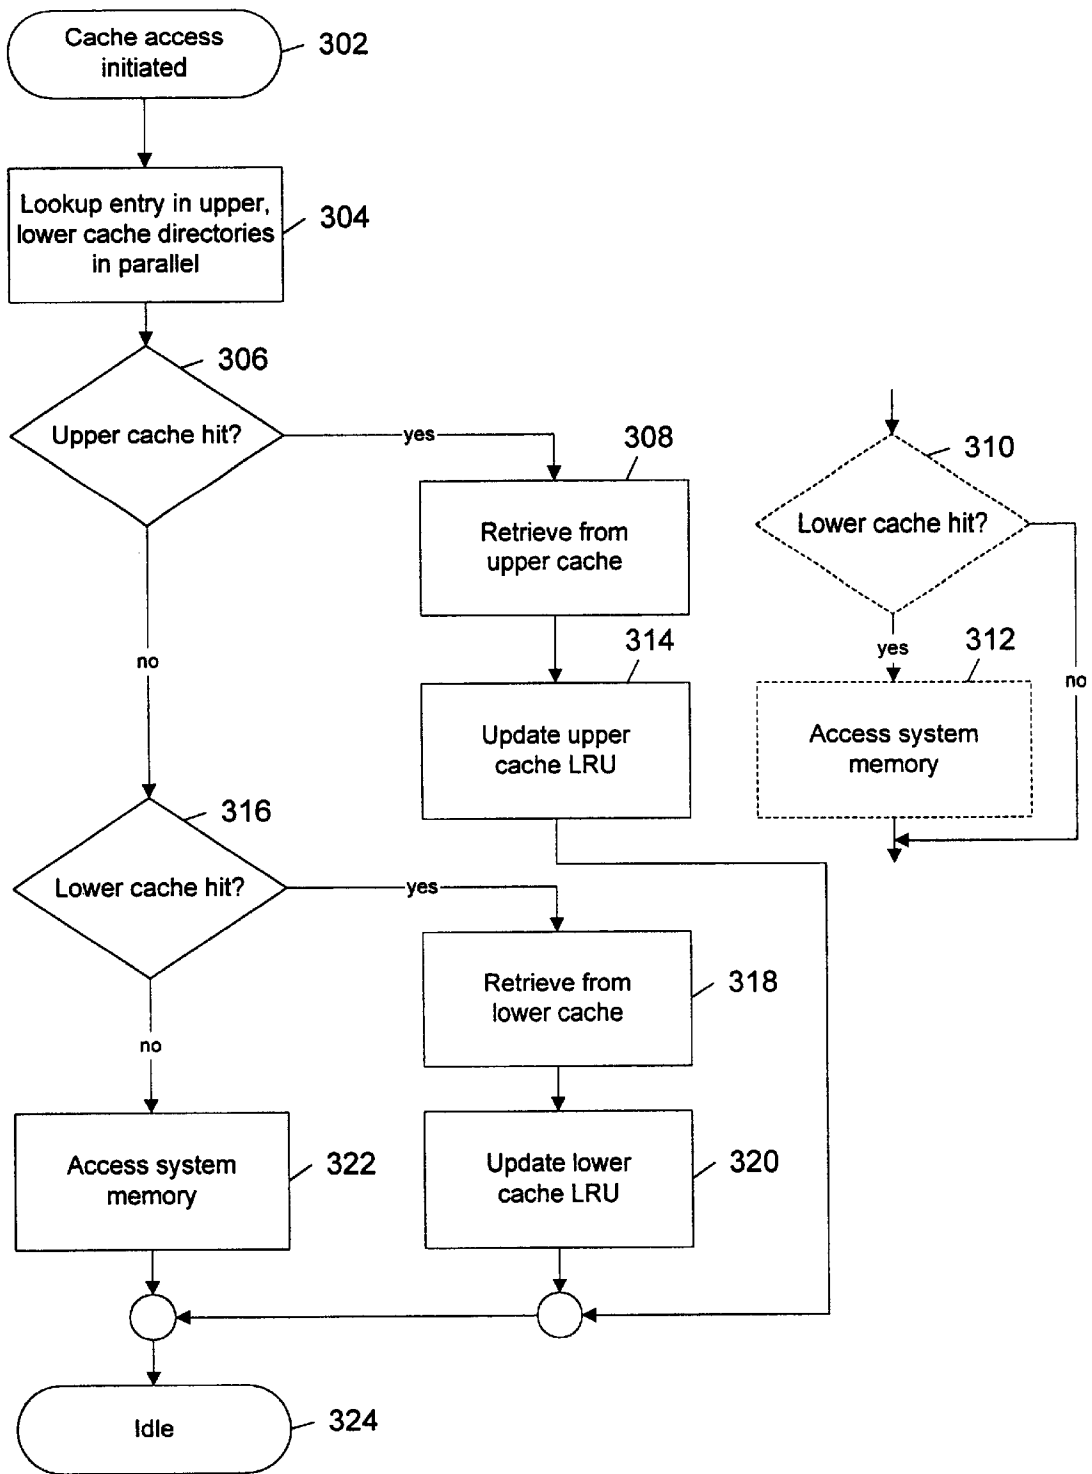 Cache access
initiated
302
Lookup entry in upper,
lower cache directories
in parallel
304
306
Upper cache hit?
yes
no
308
Retrieve from
upper cache
310
Lower cache hit?
yes
no
314
Update upper
cache LRU
312
Access system
memory
316
Lower cache hit?
yes
no
Retrieve from
lower cache
318
Access system
memory
322
Update lower
cache LRU
320
Idle
324